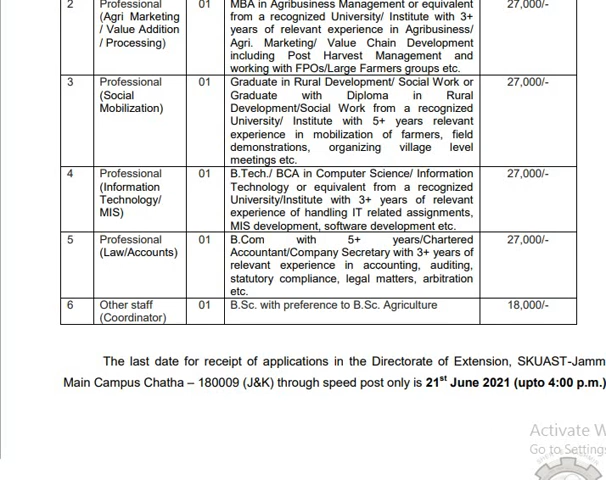 2 Professional 01 MBA in Agribusiness Management or equivalent 27,000/-
(Agri Marketing from a recognized University/ Institute with 3+
/ Value Addition years of relevant experience in Agribusiness/
/ Processing) Agri. Marketing/ Value Chain Development
including Post Harvest Management and
working with FPOs/Large Farmers groups etc.
3 Professional 01 Graduate in Rural Development/ Social Work or 27,000/-
(Social Graduate with Diploma in Rural
Mobilization) Development/Social Work from a recognized
University/ Institute with 5+ years relevant
experience in mobilization of farmers, field
demonstrations, organizing village level
meetings etc.
4 Professional 01 B.Tech./ BCA in Computer Science/ Information 27,000/-
(Information Technology or equivalent from a recognized
Technology/ University/Institute with 3+ years of relevant
MIS) experience of handling IT related assignments,
MIS development, software development etc.
5 Professional 01 B.Com with 5+ years/Chartered 27,000/-
(Law/Accounts) Accountant/Company Secretary with 3+ years of
relevant experience in accounting, auditing,
statutory compliance, legal matters, arbitration
etc.
6 Other staff 01 B.Sc. with preference to B.Sc. Agriculture 18,000/-
(Coordinator)
The last date for receipt of applications in the Directorate of Extension, SKUAST-Jamm
Main Campus Chatha – 180009 (J&K) through speed post only is 21st June 2021 (upto 4:00 p.m.)
Activate W
Go to Settings